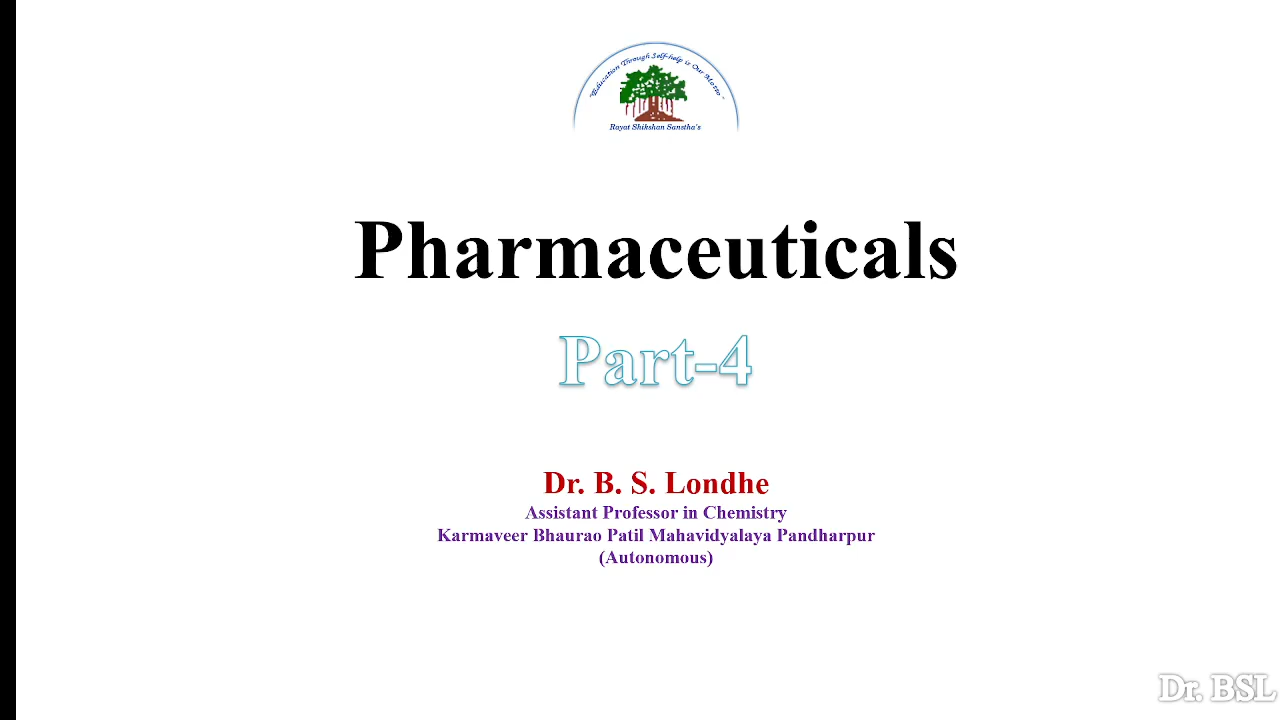 "Education Through Self-help is Our Motto"
Rayat Shikshan Sanstha's
Pharmaceuticals
Part-4
Dr. B. S. Londhe
Assistant Professor in Chemistry
Karmaveer Bhaurao Patil Mahavidyalaya Pandharpur
(Autonomous)
Dr. BSL